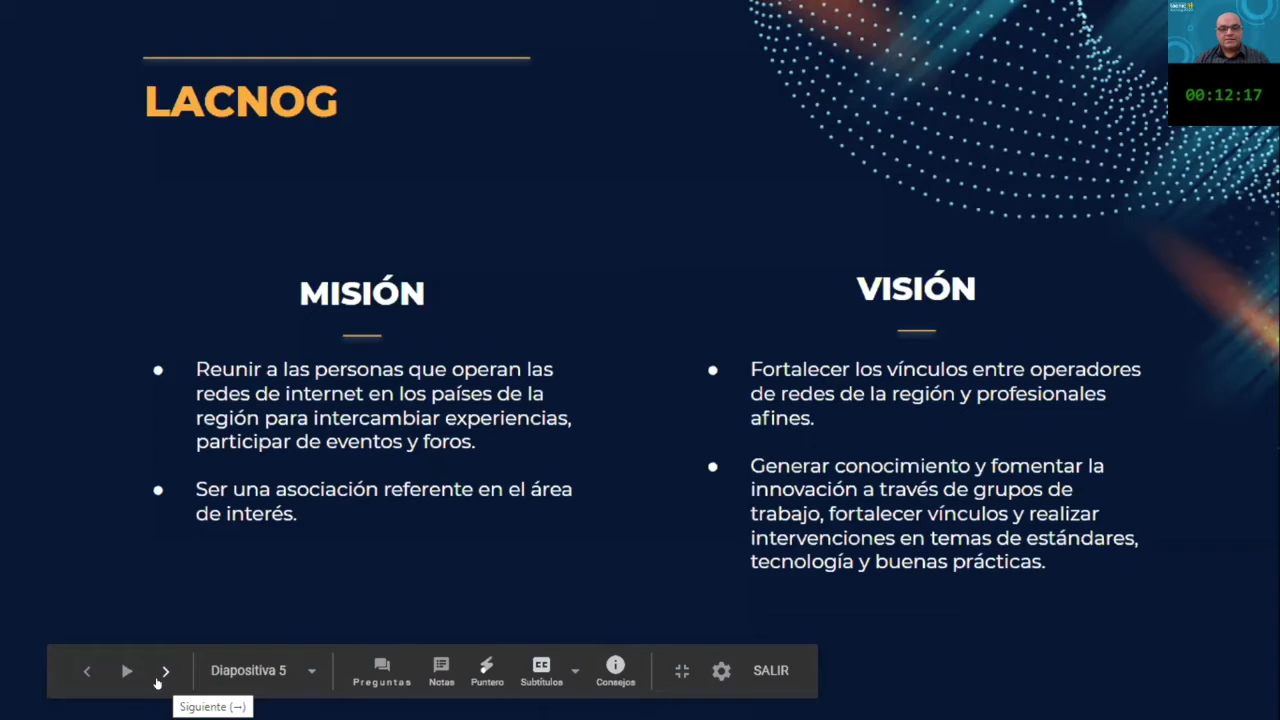 LACNOG
00:12:17
MISIÓN
● Reunir a las personas que operan las
redes de internet en los países de la
región para intercambiar experiencias,
participar de eventos y foros.
● Ser una asociación referente en el área
de interés.
VISIÓN
● Fortalecer los vínculos entre operadores
de redes de la región y profesionales
afines.
● Generar conocimiento y fomentar la
innovación a través de grupos de
trabajo, fortalecer vínculos y realizar
intervenciones en temas de estándares,
tecnología y buenas prácticas.
Diapositiva 5
Preguntas
Notas
Puntero
CC
Subtítulos
Consejos
SALIR
Siguiente (→)